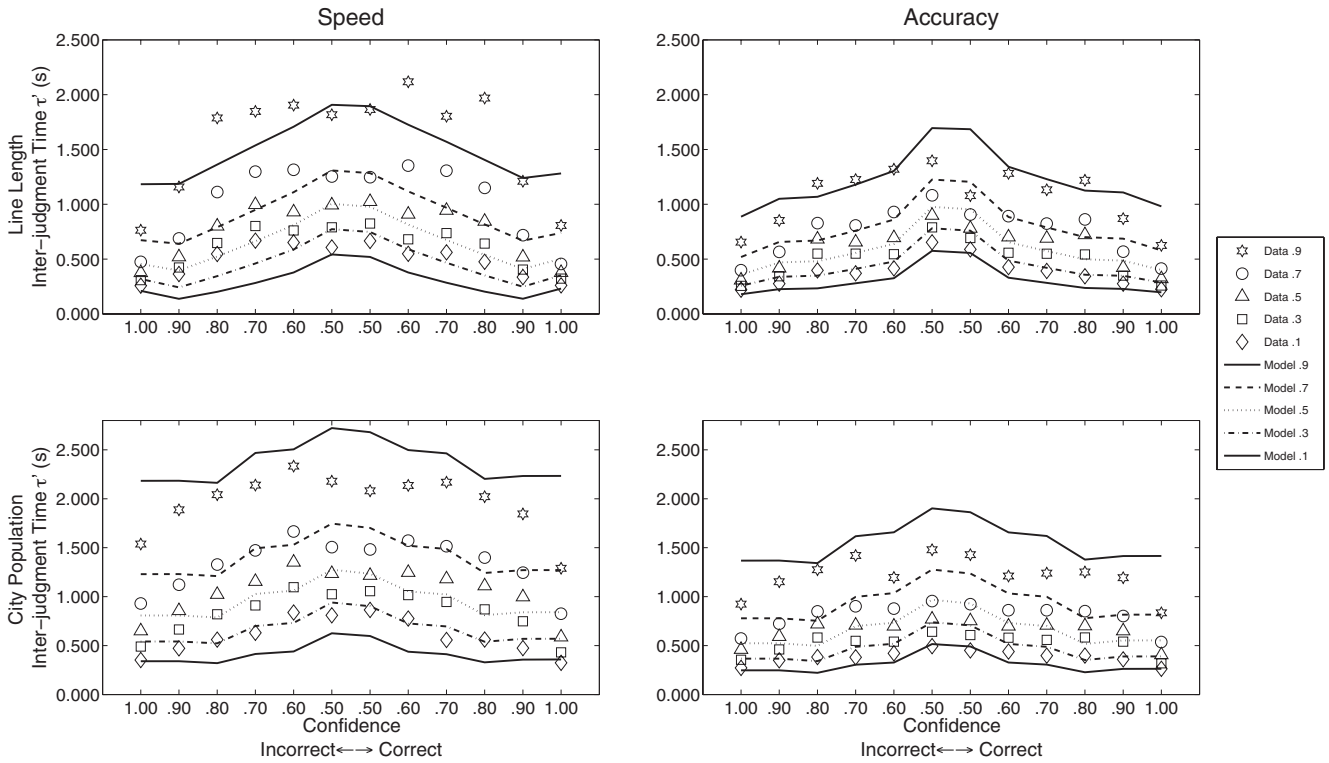 Speed
Accuracy
Line Length
Inter-judgment Time τ' (s)
2.500
2.000
1.500
1.000
0.500
0.000
1.00 .90 .80 .70 .60 .50 .50 .60 .70 .80 .90 1.00
2.500
2.000
1.500
1.000
0.500
0.000
1.00 .90 .80 .70 .60 .50 .50 .60 .70 .80 .90 1.00
Data .9
Data .7
Data .5
Data .3
Data .1
Model .9
Model .7
Model .5
Model .3
Model .1
City Population
Inter-judgment Time τ' (s)
2.500
2.000
1.500
1.000
0.500
0.000
1.00 .90 .80 .70 .60 .50 .50 .60 .70 .80 .90 1.00
Confidence
Incorrect←→ Correct
2.500
2.000
1.500
1.000
0.500
0.000
1.00 .90 .80 .70 .60 .50 .50 .60 .70 .80 .90 1.00
Confidence
Incorrect←→ Correct